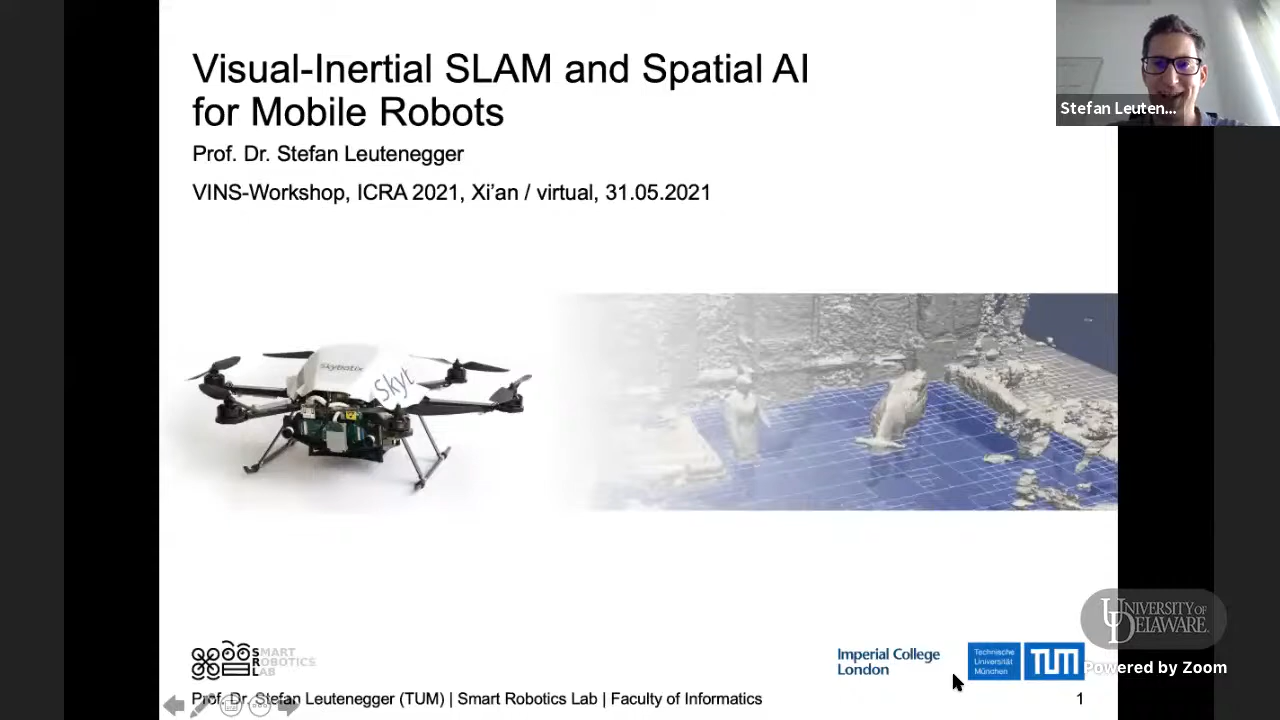 Visual-Inertial SLAM and Spatial AI
for Mobile Robots
Prof. Dr. Stefan Leutenegger
VINS-Workshop, ICRA 2021, Xi'an / virtual, 31.05.2021
Stefan Leuten...
Skybotix
Skyt
SMART
ROBOTICS
LAB
Imperial College
London
Technische
Universität
München
TUM
UNIVERSITY OF
DELAWARE.
Powered by Zoom
Prof. Dr. Stefan Leutenegger (TUM) | Smart Robotics Lab | Faculty of Informatics
1